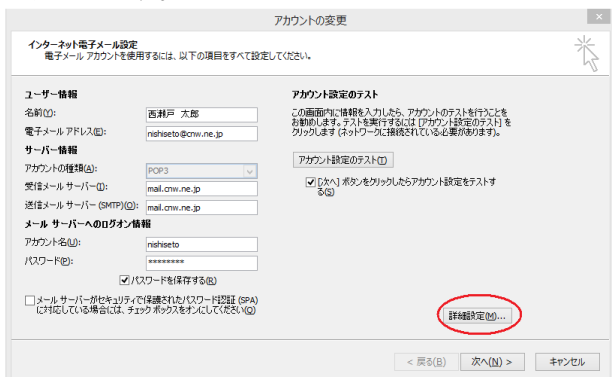 アカウントの変更
×
インターネット電子メール設定
電子メール アカウントを使用するには、以下の項目をすべて設定してください。
ユーザー情報
名前(Y):
西瀬戸 太郎
電子メール アドレス(E):
nishiseto@cnw.ne.jp
サーバー情報
アカウントの種類(A):
POP3
受信メール サーバー(I):
mail.cnw.ne.jp
送信メール サーバー (SMTP)(O):
mail.cnw.ne.jp
メール サーバーへのログオン情報
アカウント名(U):
nishiseto
パスワード(P):
********
パスワードを保存する(R)
メール サーバーがセキュリティで保護されたパスワード認証 (SPA)
に対応している場合には、チェック ボックスをオンにしてください(Q)
アカウント設定のテスト
この画面内に情報を入力したら、アカウントのテストを行うことを
お勧めします。テストを実行するには [アカウント設定のテスト] を
クリックします (ネットワークに接続されている必要があります)。
アカウント設定のテスト(T)
[次へ] ボタンをクリックしたらアカウント設定をテストす
る(S)
詳細設定(M)...
< 戻る(B)
次へ(N) >
キャンセル